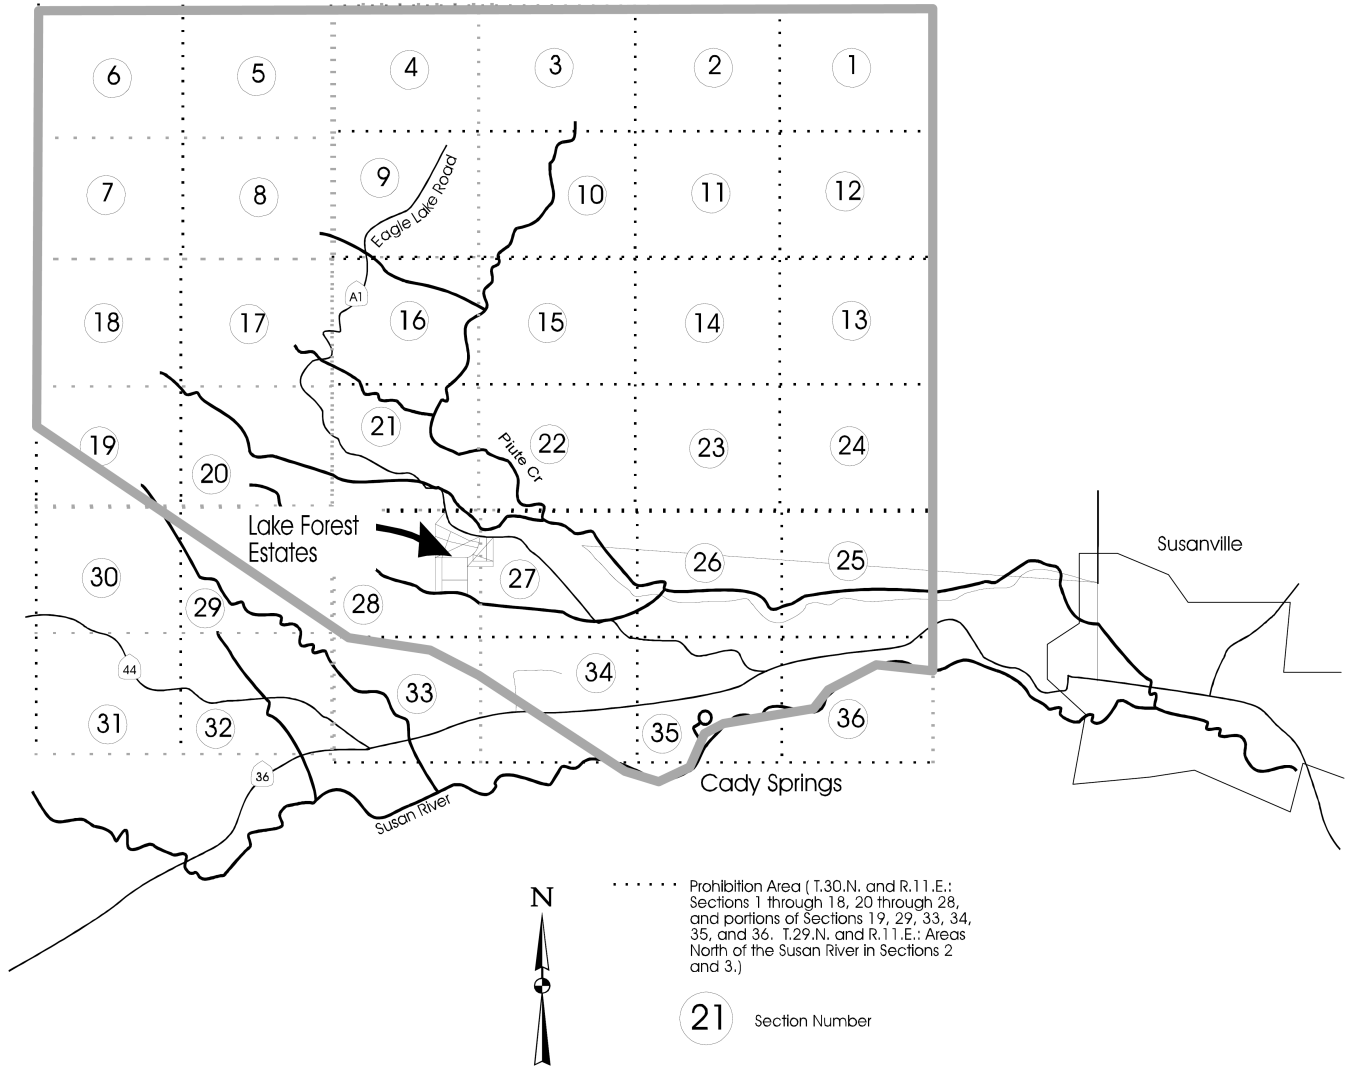 6
5
4
3
2
1
7
8
9
Eagle Lake Road
10
11
12
18
17
A1
16
15
14
13
19
20
21
Piute Cr
22
23
24
Lake Forest
Estates
30
29
28
27
26
25
Susanville
44
31
32
33
34
35
36
36
Cady Springs
Susan River
N
Prohibition Area ( T.30.N. and R.11.E.:
Sections 1 through 18, 20 through 28,
and portions of Sections 19, 29, 33, 34,
35, and 36. T.29.N. and R.11.E.: Areas
North of the Susan River in Sections 2
and 3.)
21
Section Number